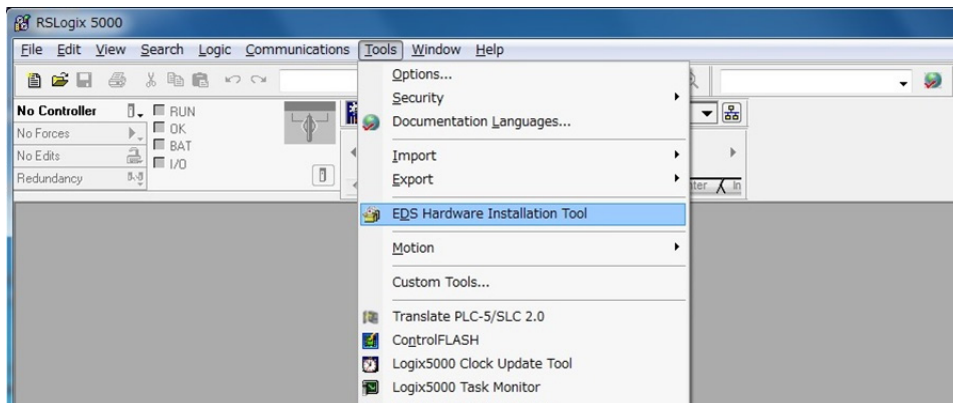 RSLogix 5000
File Edit View Search Logic Communications Tools Window Help
No Controller
RUN
No Forces
OK
No Edits
BAT
I/O
Redundancy
Options...
Security
Documentation Languages...
Import
Export
EDS Hardware Installation Tool
Motion
Custom Tools...
Translate PLC-5/SLC 2.0
ControlFLASH
Logix5000 Clock Update Tool
Logix5000 Task Monitor
In